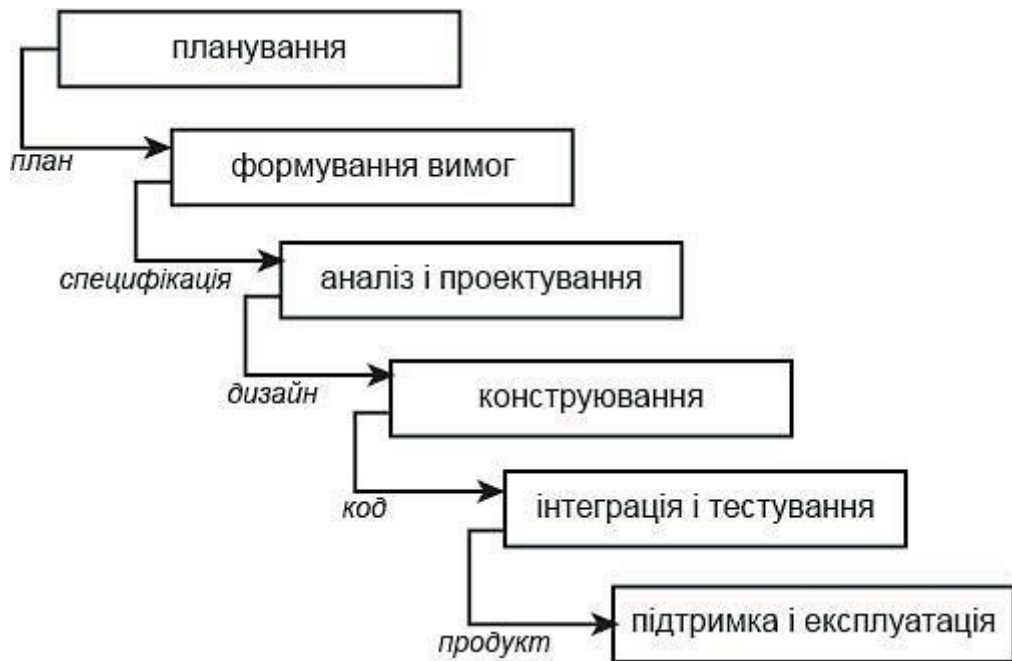 планування
план
формування вимог
специфікація
аналіз і проектування
дизайн
конструювання
код
інтеграція і тестування
продукт
підтримка і експлуатація